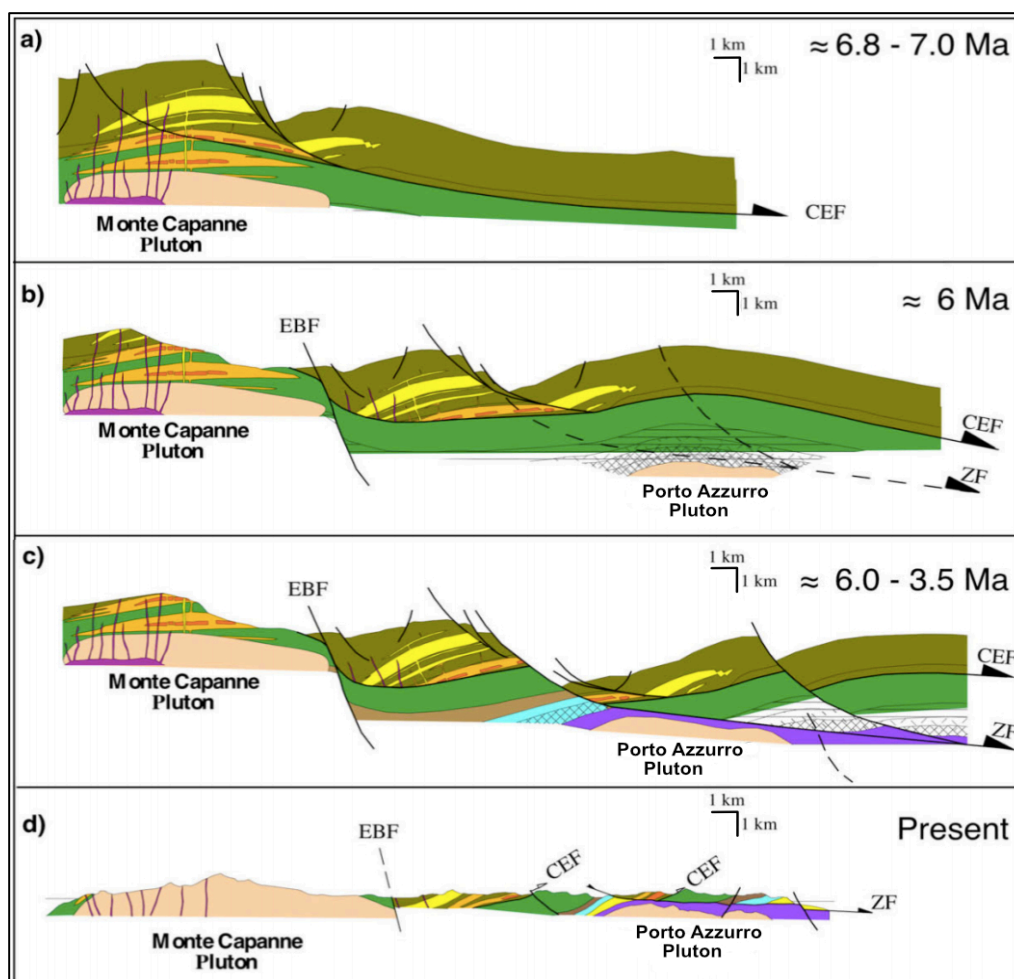 a)
1 km
1 km
≈ 6.8 - 7.0 Ma
CEF
Monte Capanne
Pluton
b)
1 km
1 km
≈ 6 Ma
EBF
CEF
Monte Capanne
Pluton
ZF
Porto Azzurro
Pluton
c)
1 km
1 km
≈ 6.0 - 3.5 Ma
EBF
CEF
Monte Capanne
Pluton
ZF
Porto Azzurro
Pluton
d)
1 km
1 km
Present
EBF
CEF
CEF
ZF
Monte Capanne
Pluton
Porto Azzurro
Pluton